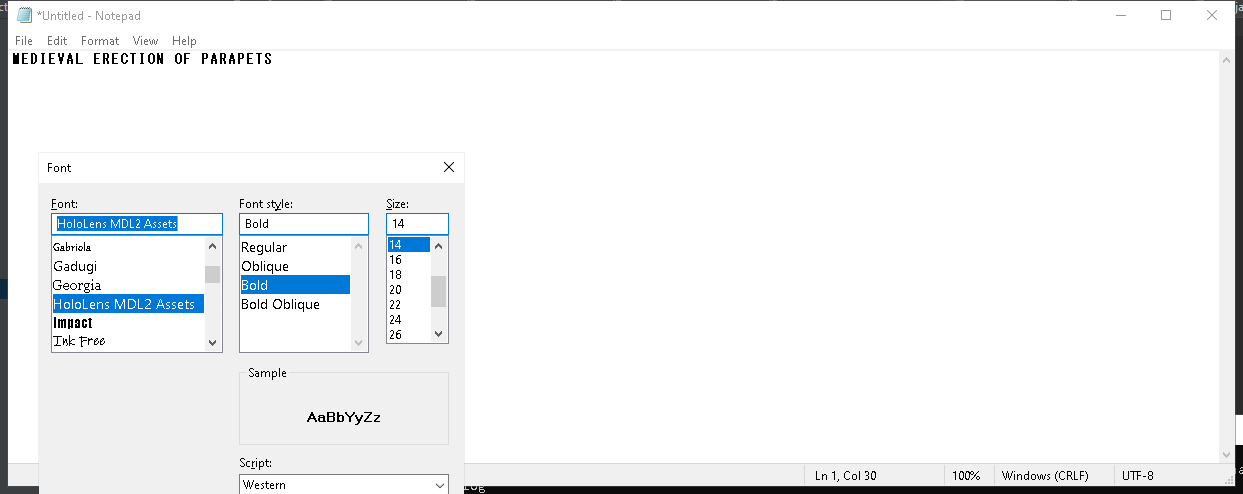 *Untitled - Notepad
File Edit Format View Help
MEDIEVAL ERECTION OF PARAPETS
Font
Font: Font style: Size:
HoloLens MDL2 Assets Bold 14
Gabriola Regular 14
Gadugi Oblique 16
Georgia Bold 18
HoloLens MDL2 Assets Bold Oblique 20
Impact 22
Ink Free 24
26
Sample
AaBbYyZz
Script:
Western
Ln 1, Col 30 100% Windows (CRLF) UTF-8